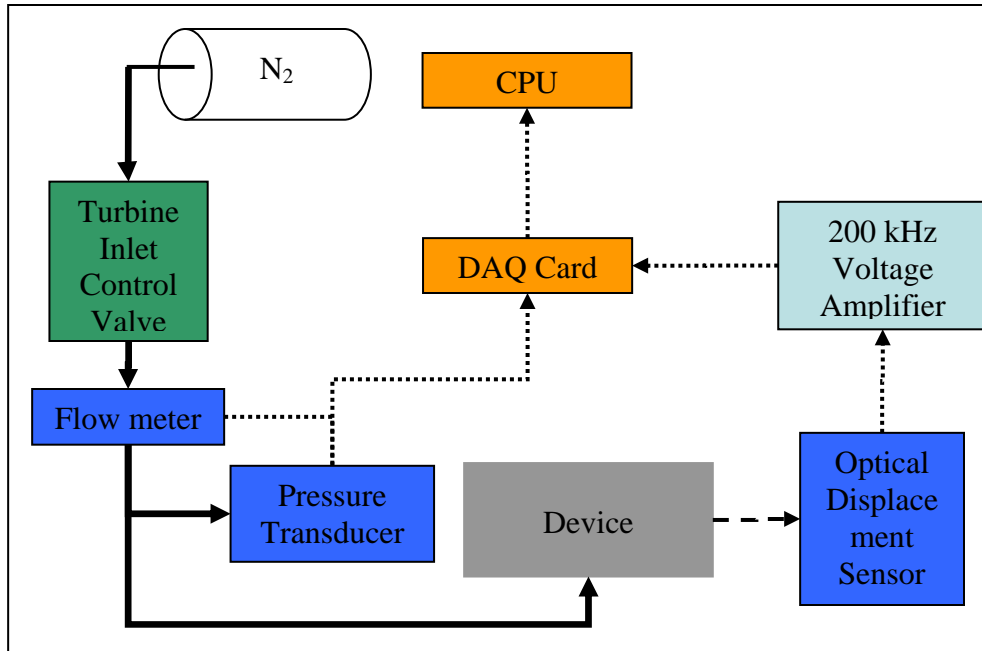 N₂
CPU
Turbine
Inlet
Control
Valve
DAQ Card
200 kHz
Voltage
Amplifier
Flow meter
Pressure
Transducer
Device
Optical
Displace
ment
Sensor